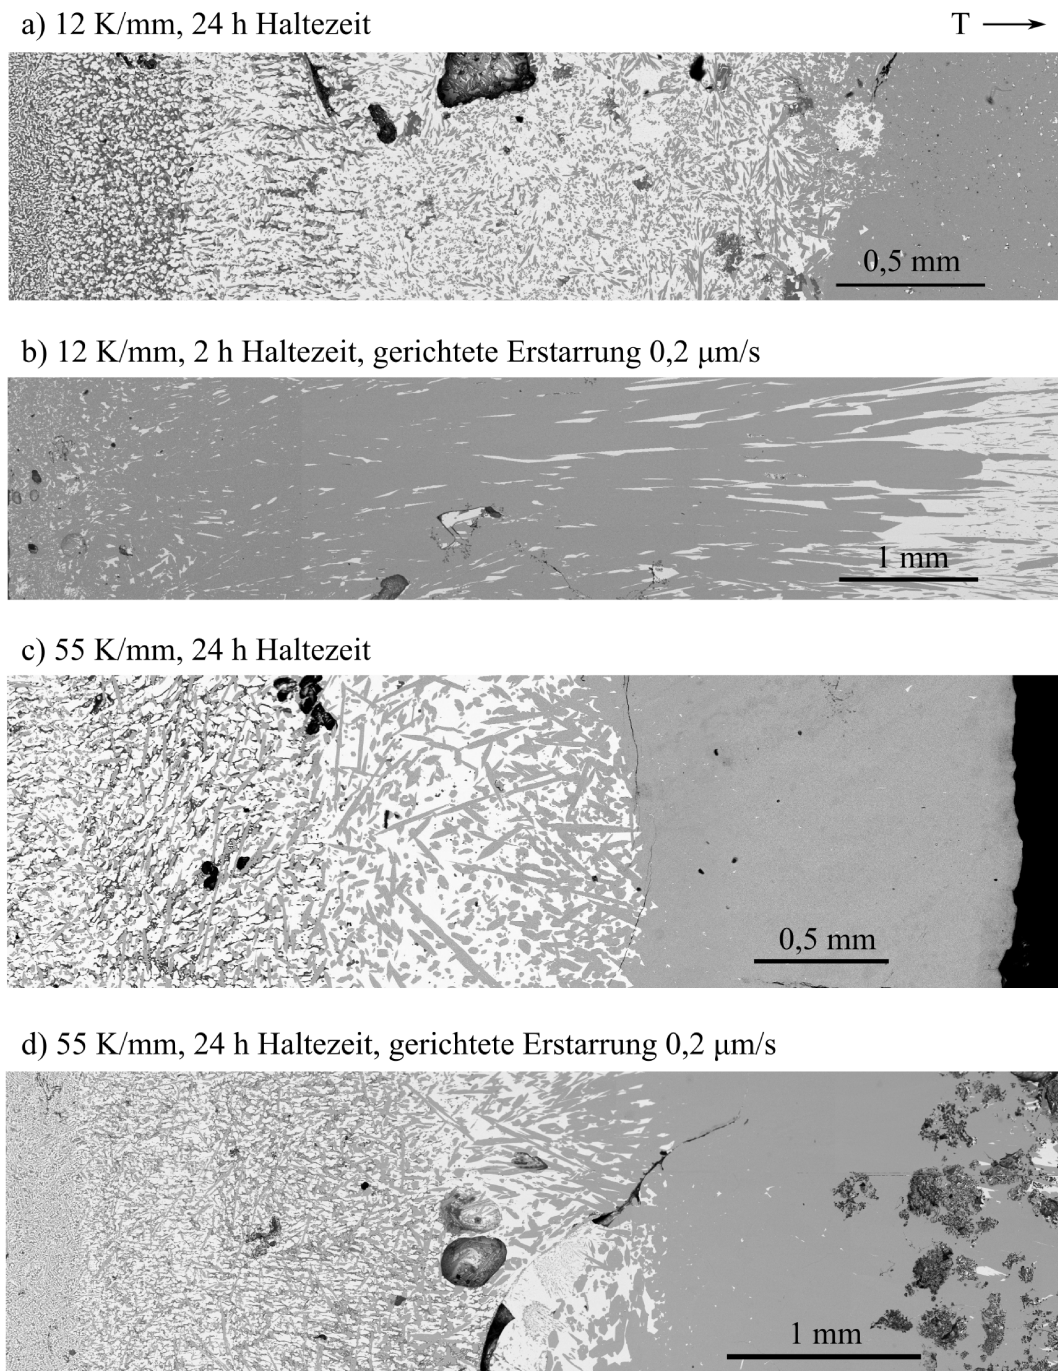 a) 12 K/mm, 24 h Haltezeit
T
0,5 mm
b) 12 K/mm, 2 h Haltezeit, gerichtete Erstarrung 0,2 μm/s
1 mm
c) 55 K/mm, 24 h Haltezeit
0,5 mm
d) 55 K/mm, 24 h Haltezeit, gerichtete Erstarrung 0,2 μm/s
1 mm